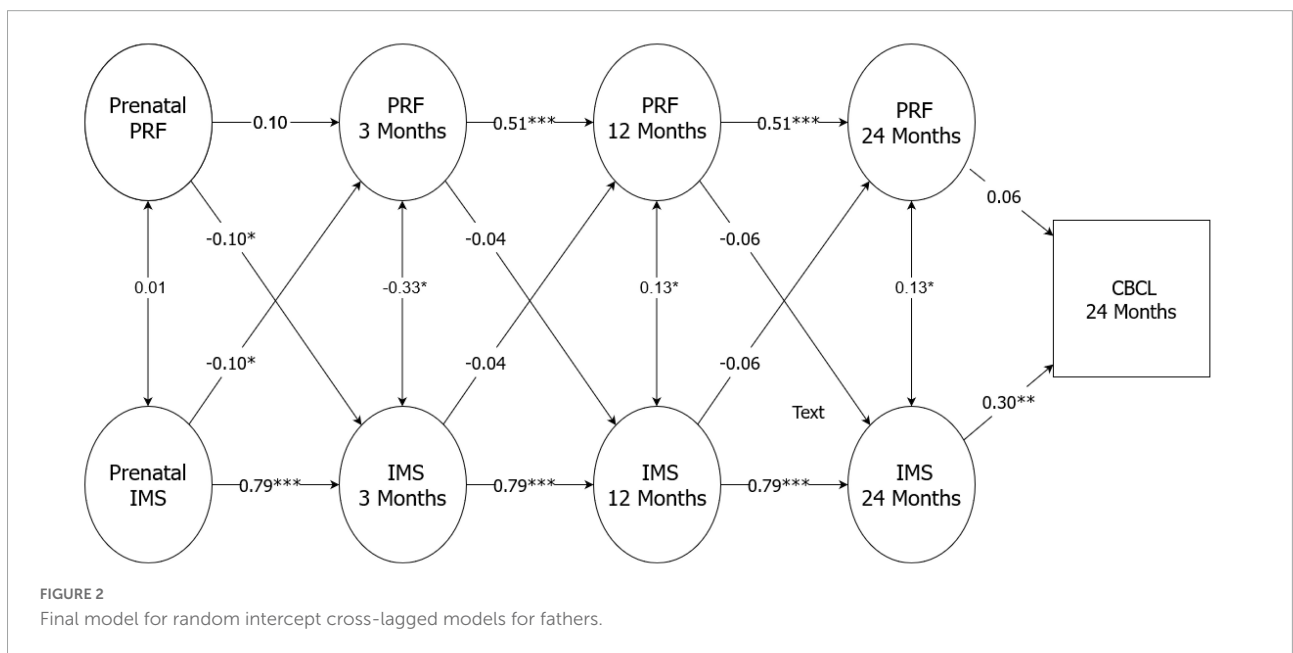 Prenatal
PRF
0.10
PRF
3 Months
0.51***
PRF
12 Months
0.51***
PRF
24 Months
0.06
-0.10*
-0.04
-0.06
0.01
-0.33*
0.13*
0.13*
CBCL
24 Months
-0.10*
-0.04
-0.06
Text
0.30**
Prenatal
IMS
0.79***
IMS
3 Months
0.79***
IMS
12 Months
0.79***
IMS
24 Months
FIGURE 2
Final model for random intercept cross-lagged models for fathers.